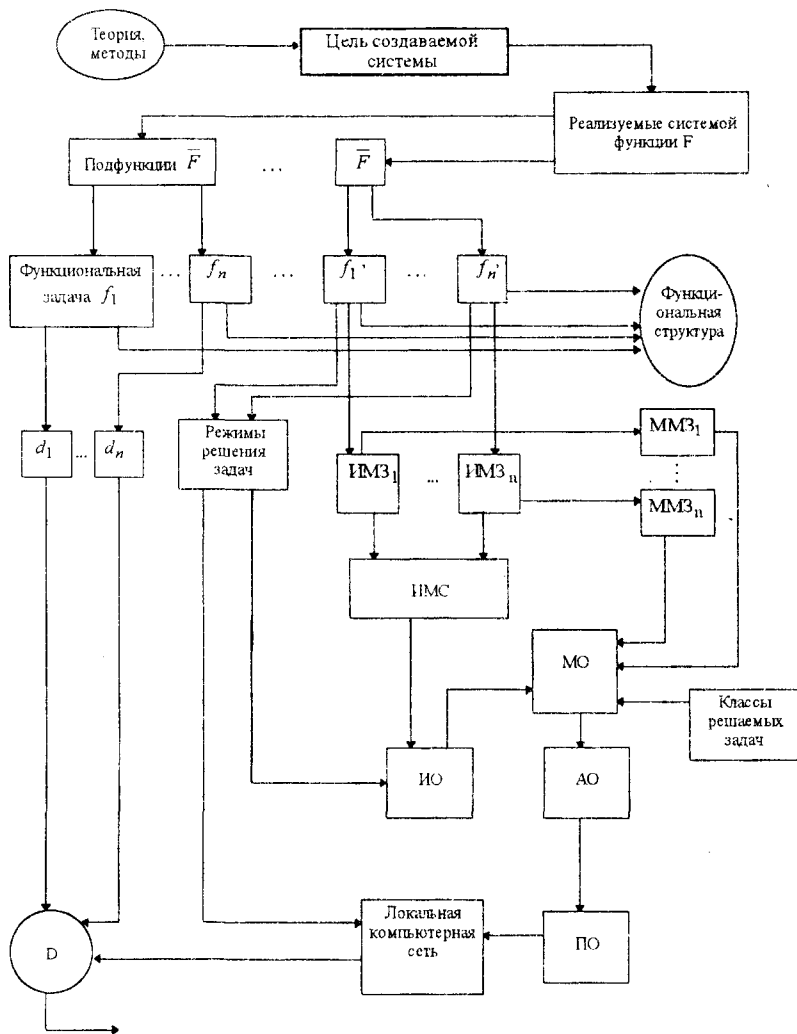 Теория,
методы
Цель создаваемой
системы
Реализуемые системой
функции F
Подфункции F̅
...
F̅
Функциональная
задача f₁
...
fₙ
...
f₁'
...
fₙ'
Функци-
ональная
структура
d₁
...
dₙ
Режимы
решения
задач
ИМЗ₁
...
ИМЗₙ
ММЗ₁
⋮
ММЗₙ
ИМС
МО
Классы
решаемых
задач
ИО
АО
D
Локальная
компьютерная
сеть
ПО